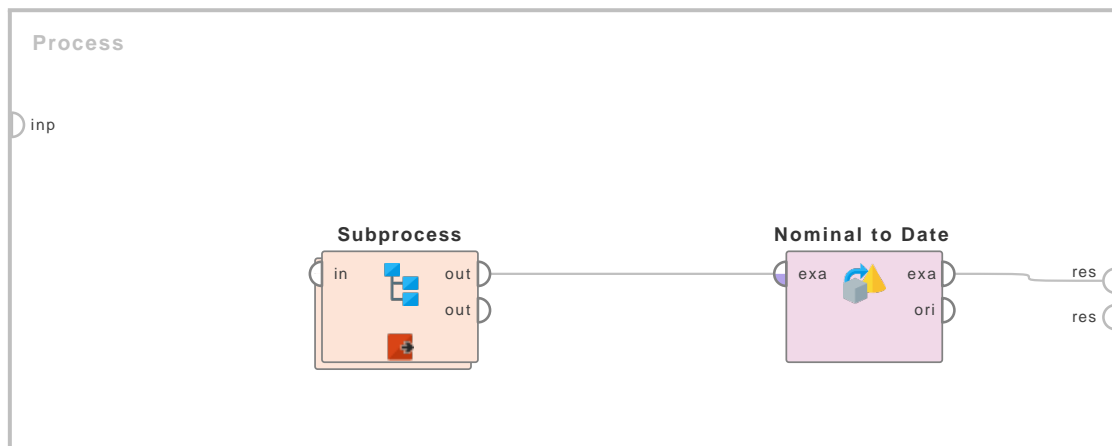 Process
inp
Subprocess
Nominal to Date
in
out
exa
exa
res
out
ori
res